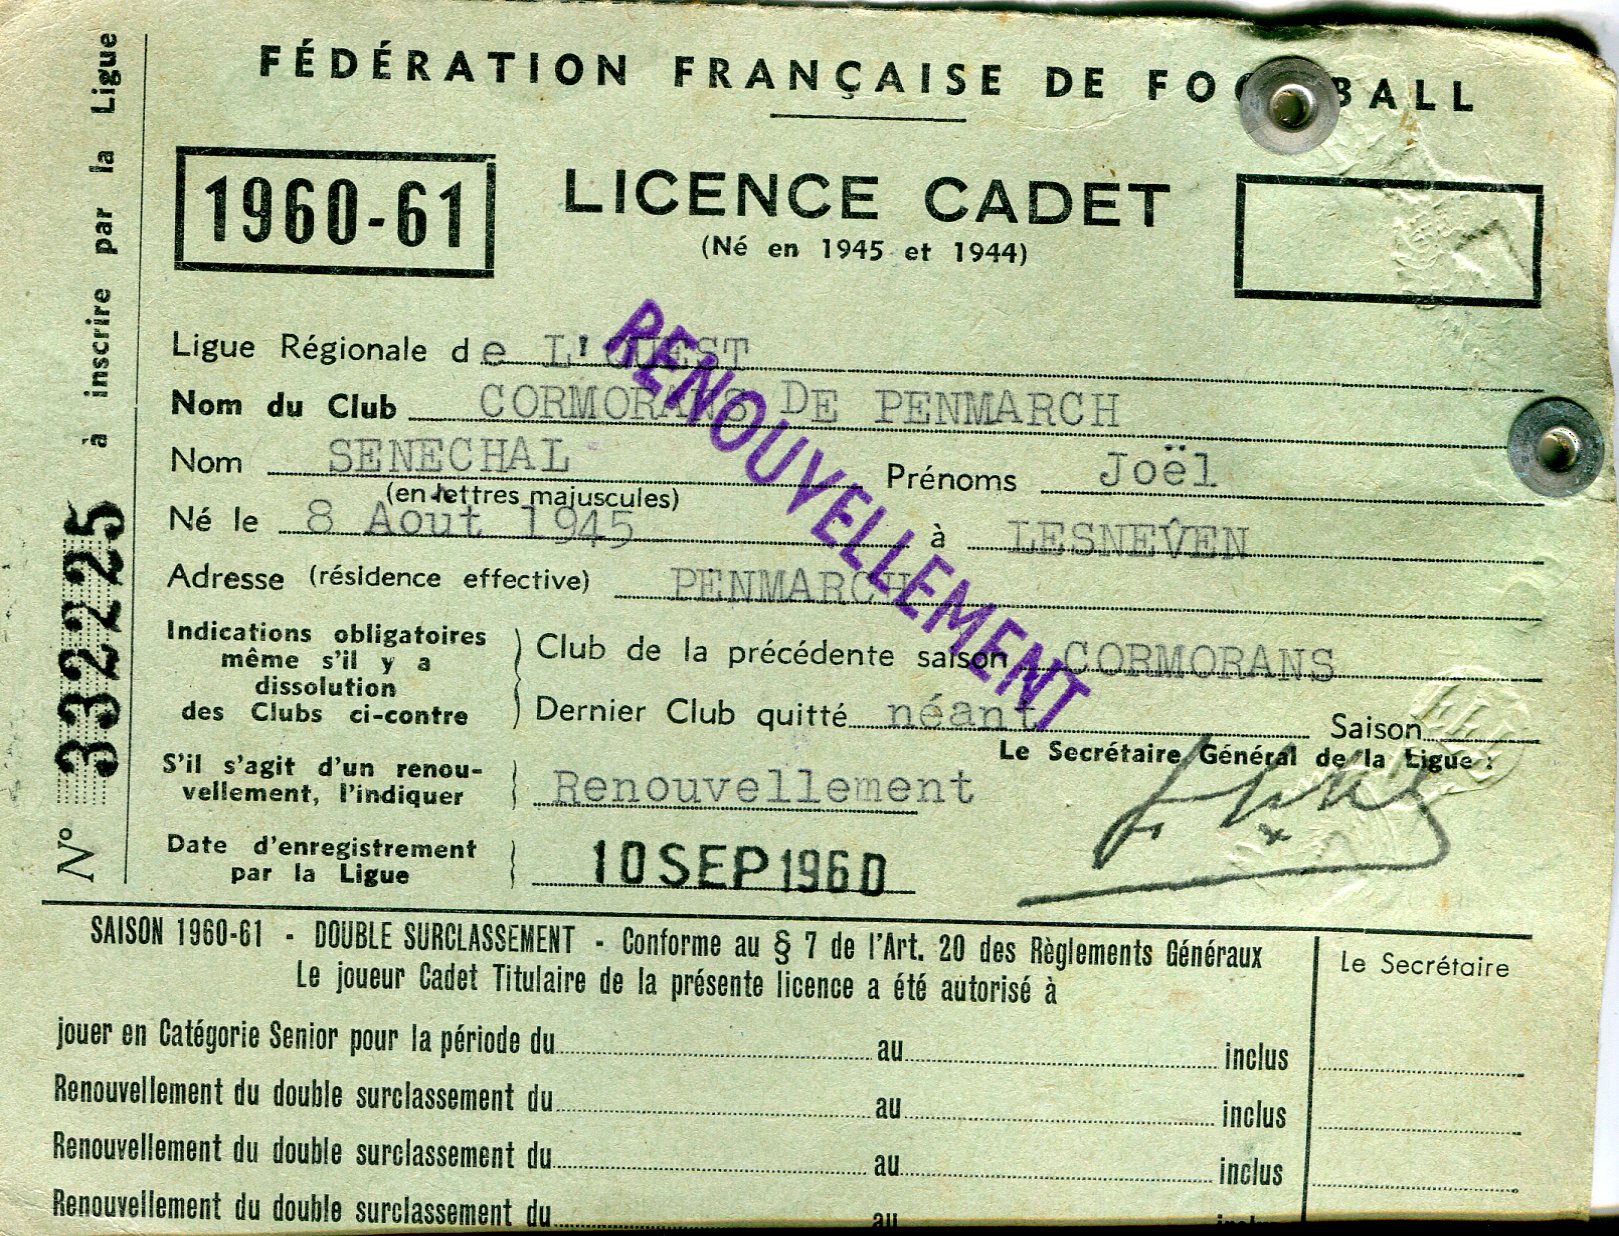 FÉDÉRATION FRANÇAISE DE FOOTBALL
1960-61
LICENCE CADET
(Né en 1945 et 1944)
Ligue Régionale de L'OUEST
Nom du Club CORMORANS DE PENMARCH
Nom SENECHAL Prénoms Joël
(en lettres majuscules)
Né le 8 Aout 1945 à LESNEVEN
Adresse (résidence effective) PENMARCH
Indications obligatoires
même s'il y a
dissolution
des Clubs ci-contre
Club de la précédente saison CORMORANS
Dernier Club quitté néant Saison
Le Secrétaire Général de la Ligue :
S'il s'agit d'un renou-
vellement, l'indiquer
Renouvellement
Date d'enregistrement
par la Ligue
10 SEP 1960
RENOUVELLEMENT
N° 332225 à inscrire par la Ligue
SAISON 1960-61 - DOUBLE SURCLASSEMENT - Conforme au § 7 de l'Art. 20 des Règlements Généraux
Le joueur Cadet Titulaire de la présente licence a été autorisé à
Le Secrétaire
jouer en Catégorie Senior pour la période du au inclus
Renouvellement du double surclassement du au inclus
Renouvellement du double surclassement du au inclus
Renouvellement du double surclassement du au inclus